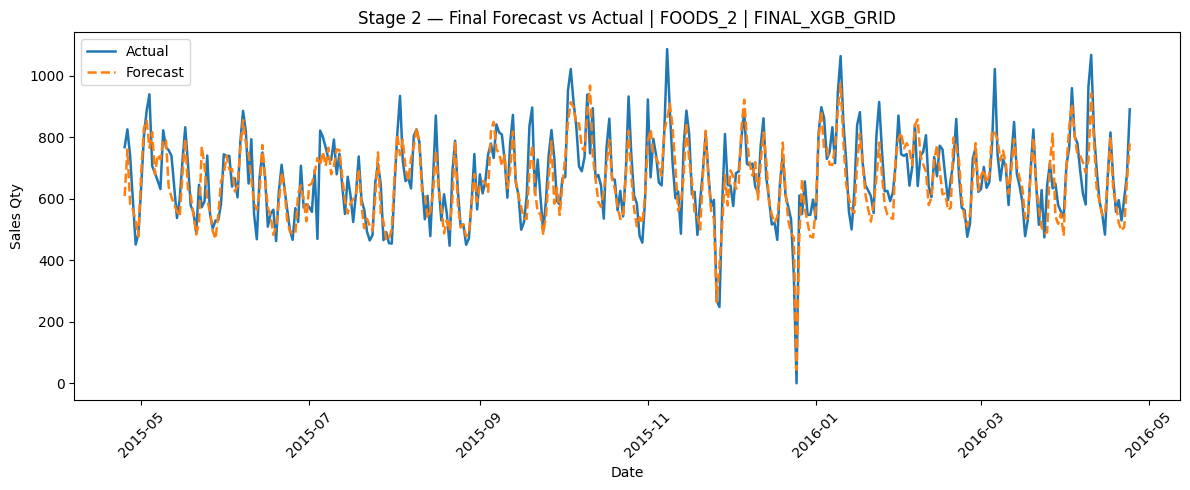 Stage 2 — Final Forecast vs Actual | FOODS_2 | FINAL_XGB_GRID
Actual
Forecast
Sales Qty
1000
800
600
400
200
0
2015-05
2015-07
2015-09
2015-11
2016-01
2016-03
2016-05
Date